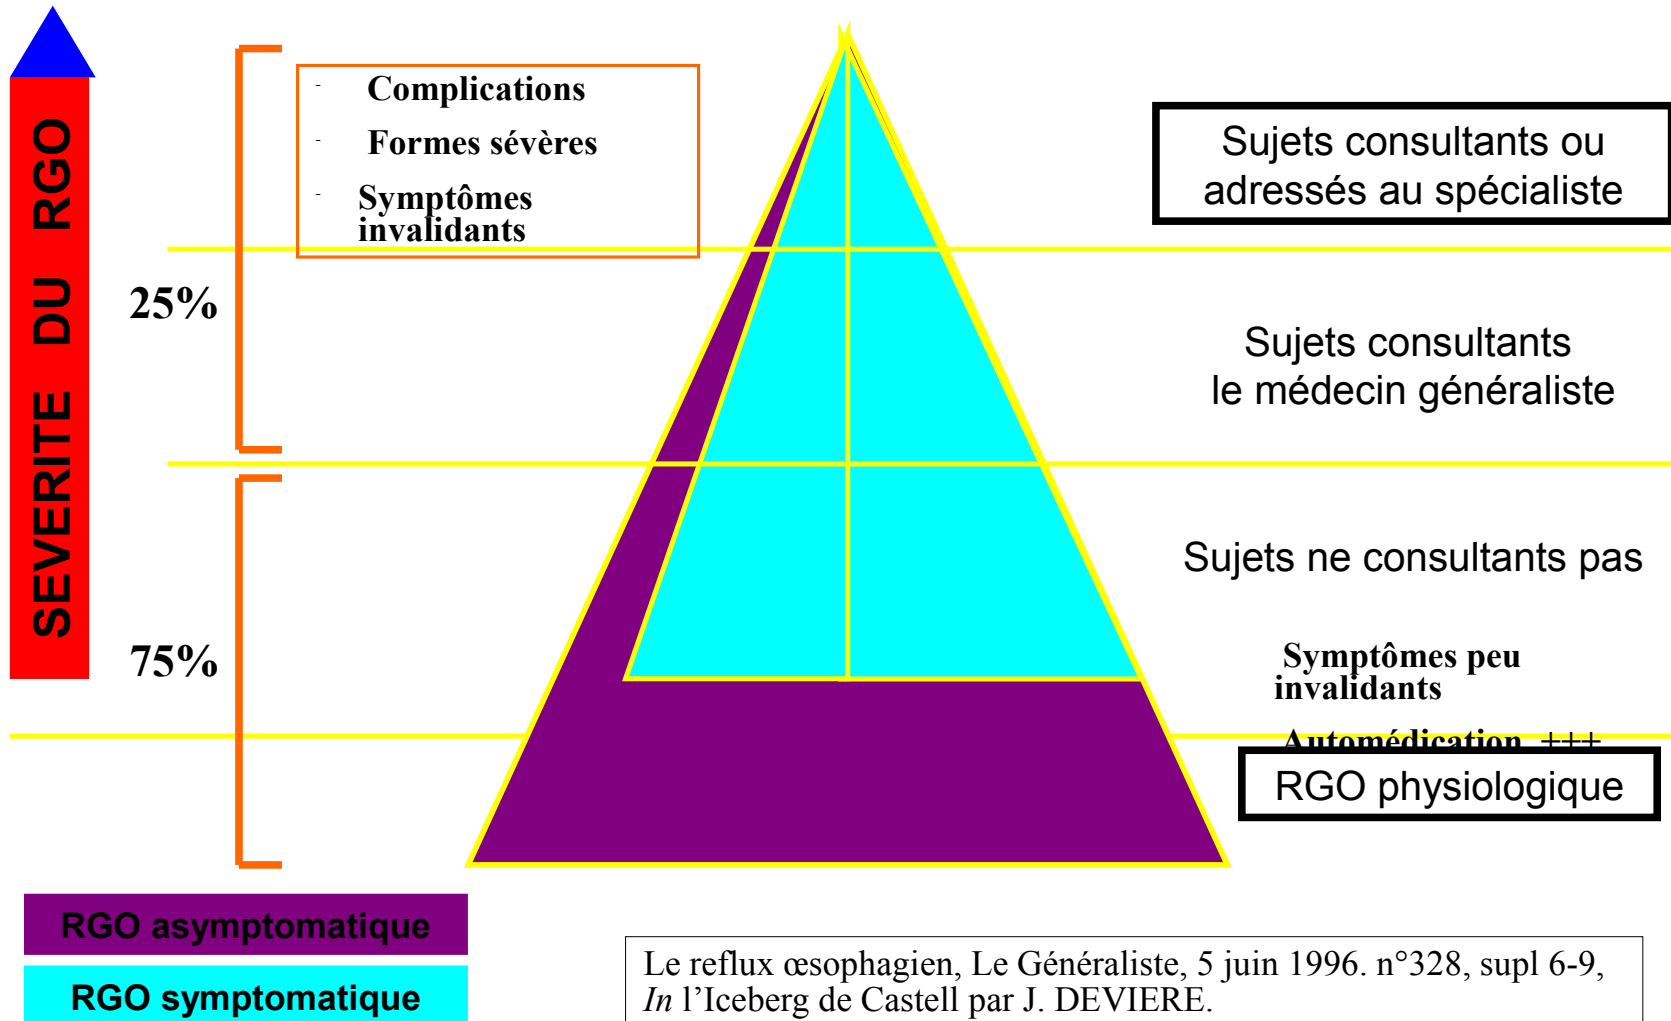 SEVERITE DU RGO
- Complications
- Formes sévères
- Symptômes
invalidants
25%
75%
Sujets consultants ou
adressés au spécialiste
Sujets consultants
le médecin généraliste
Sujets ne consultants pas
Symptômes peu
invalidants
Automédication +++
RGO physiologique
RGO asymptomatique
RGO symptomatique
Le reflux œsophagien, Le Généraliste, 5 juin 1996. n°328, supl 6-9,
In l’Iceberg de Castell par J. DEVIERE.